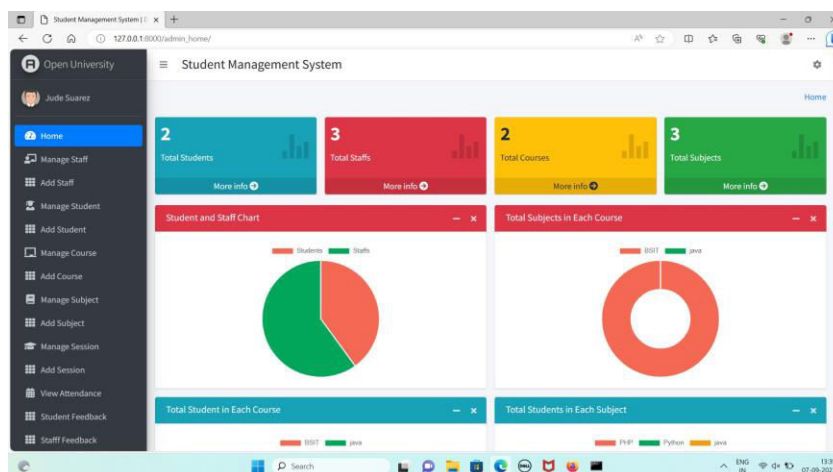 Student Management System |
127.0.0.1:8000/admin_home/
Open University
Student Management System
Jude Suarez
Home
Home
Manage Staff
Add Staff
Manage Student
Add Student
Manage Course
Add Course
Manage Subject
Add Subject
Manage Session
Add Session
View Attendance
Student Feedback
Stafff Feedback
2
Total Students
More info
3
Total Staffs
More info
2
Total Courses
More info
3
Total Subjects
More info
Student and Staff Chart
Students Staffs
Total Subjects in Each Course
BSIT java
Total Student in Each Course
BSIT java
Total Students in Each Subject
PHP Python java
Search
ENG
IN